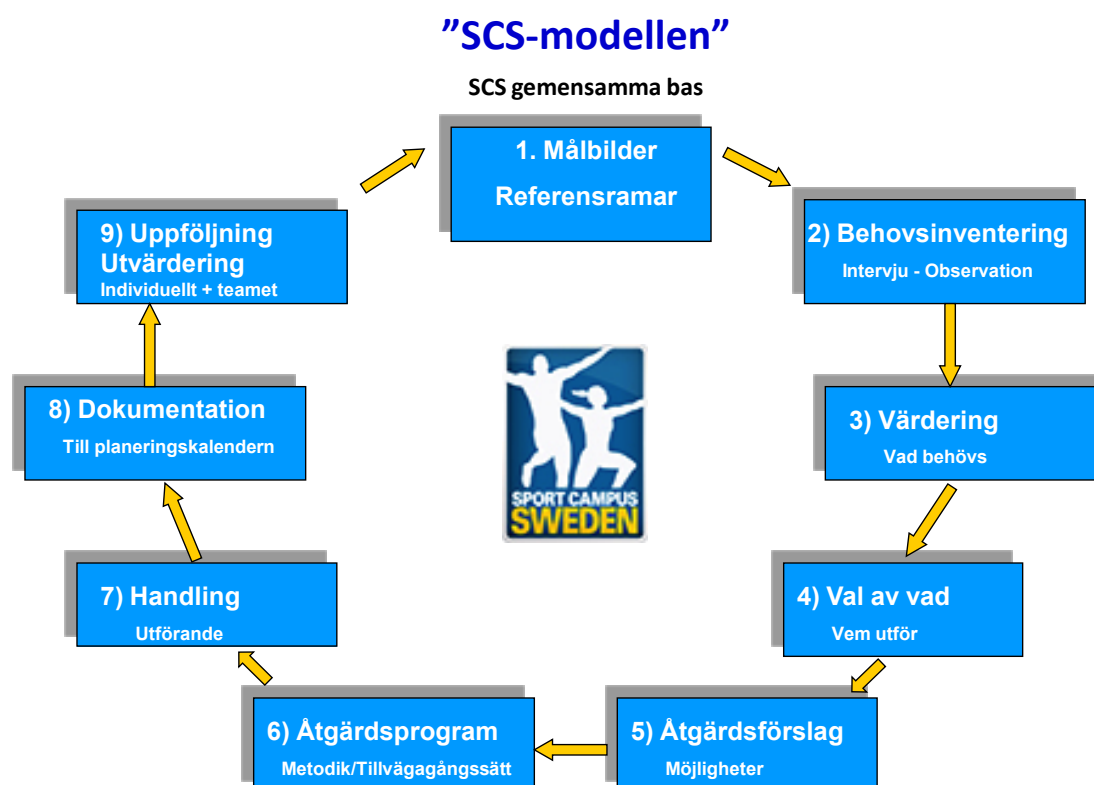 ”SCS-modellen”
SCS gemensamma bas
1. Målbilder
Referensramar
2) Behovsinventering
Intervju - Observation
3) Värdering
Vad behövs
4) Val av vad
Vem utför
5) Åtgärdsförslag
Möjligheter
6) Åtgärdsprogram
Metodik/Tillvägagångssätt
7) Handling
Utförande
8) Dokumentation
Till planeringskalendern
9) Uppföljning
Utvärdering
Individuellt + teamet
SPORT CAMPUS
SWEDEN